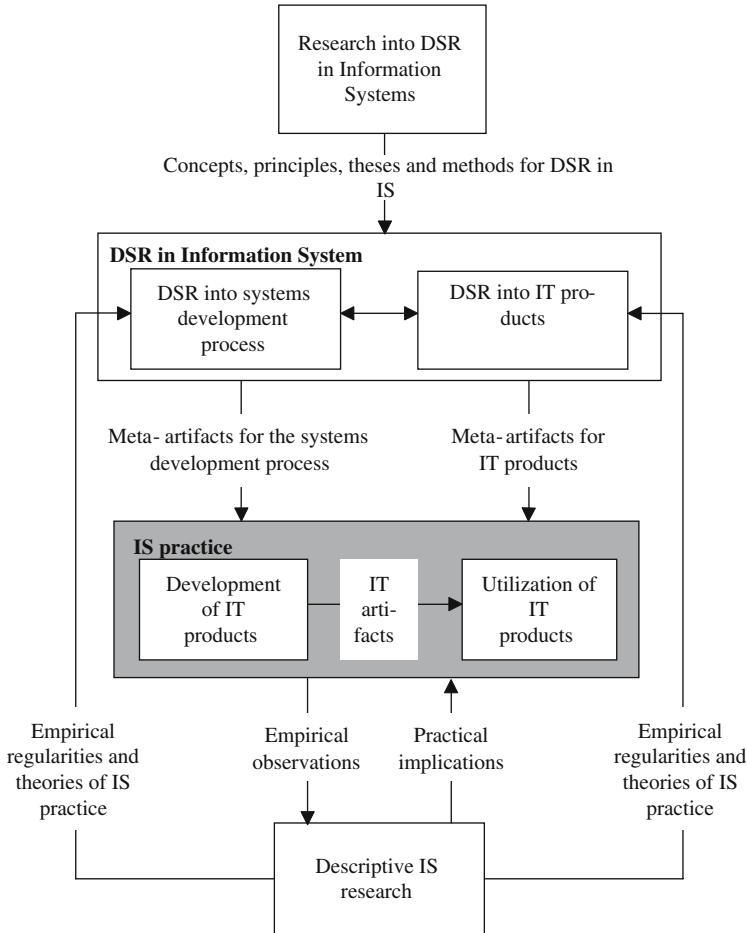 Research into DSR
in Information
Systems
Concepts, principles, theses and methods for DSR in
IS
DSR in Information System
DSR into systems
development
process
DSR into IT pro-
ducts
Meta- artifacts for the systems
development process
Meta- artifacts for
IT products
IS practice
Development
of IT
products
IT
arti-
facts
Utilization of
IT
products
Empirical
regularities and
theories of IS
practice
Empirical
observations
Practical
implications
Empirical
regularities and
theories of IS
practice
Descriptive IS
research